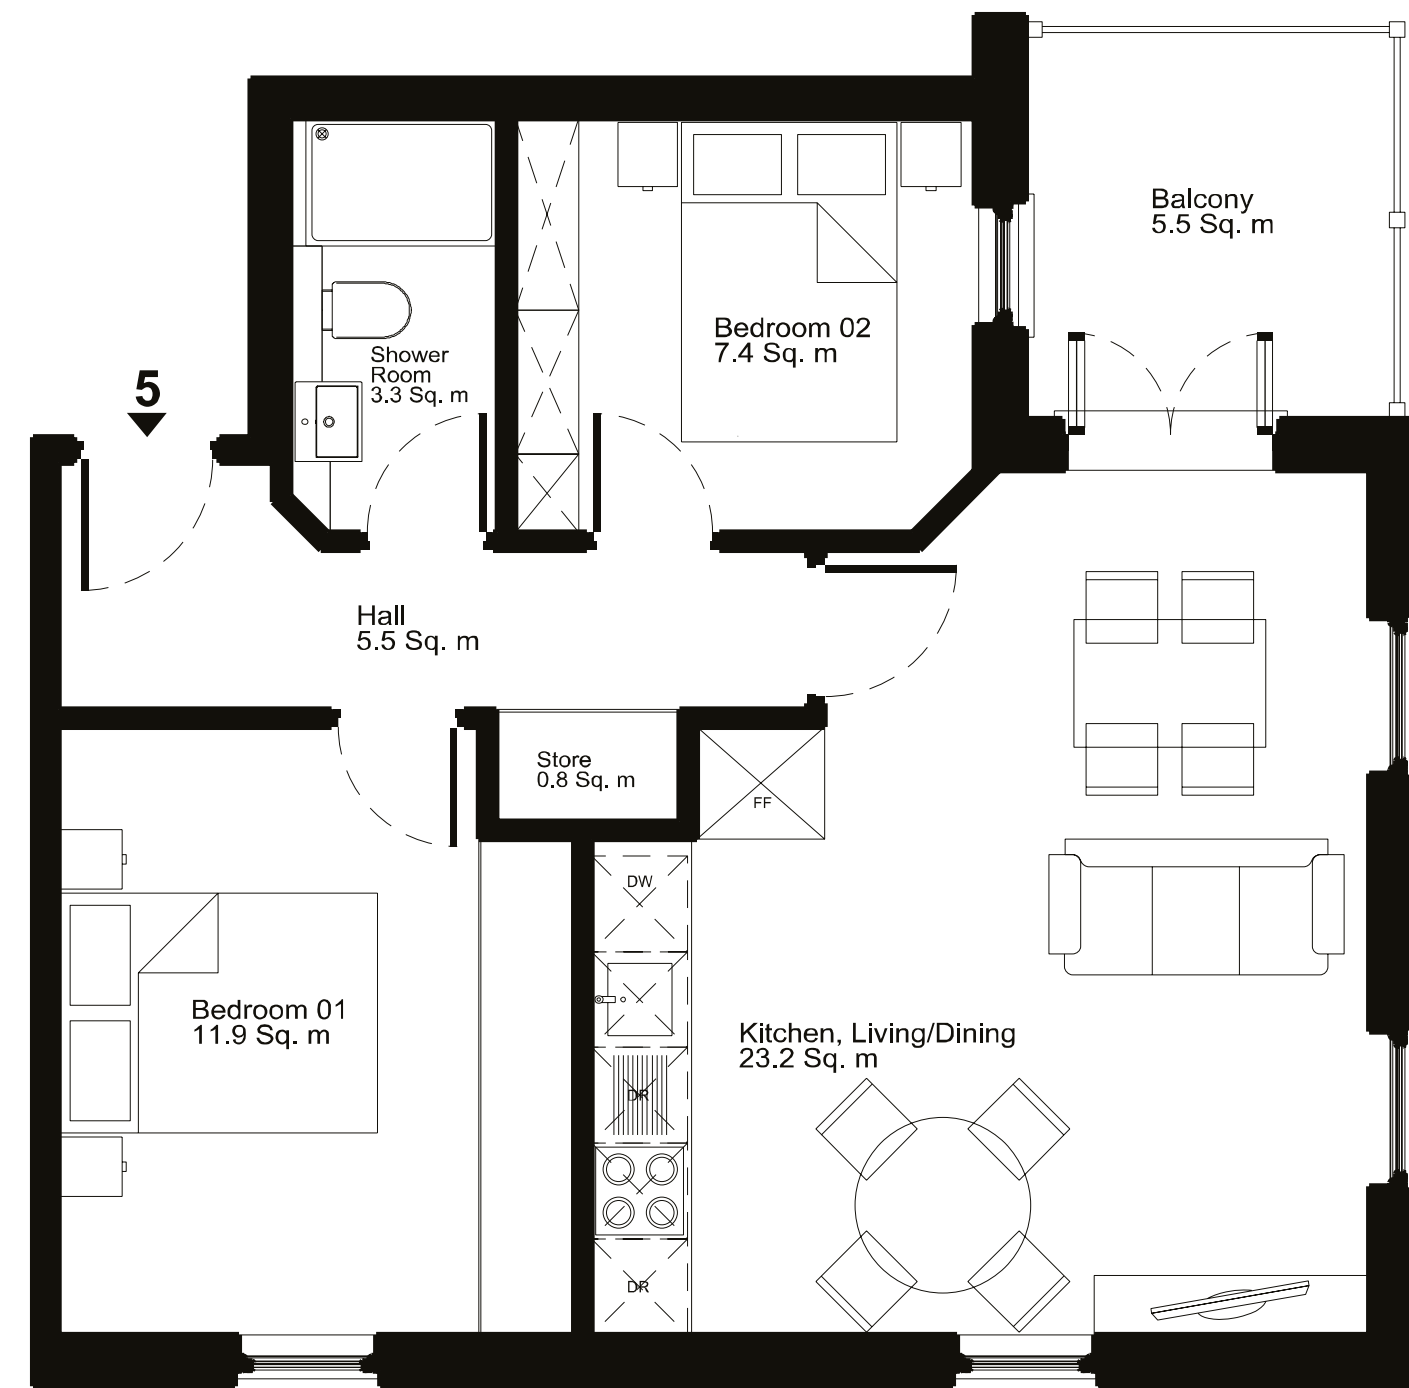 Balcony
5.5 Sq. m
Bedroom 02
7.4 Sq. m
Shower
Room
3.3 Sq. m
5
Hall
5.5 Sq. m
Store
0.8 Sq. m
FF
DW
Bedroom 01
11.9 Sq. m
Kitchen, Living/Dining
23.2 Sq. m
DR
DR